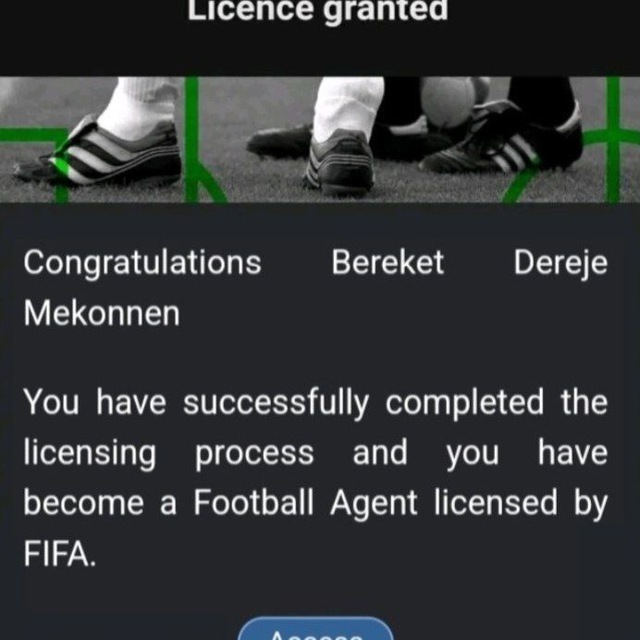 Licence granted
Congratulations Bereket Dereje
Mekonnen
You have successfully completed the
licensing process and you have
become a Football Agent licensed by
FIFA.